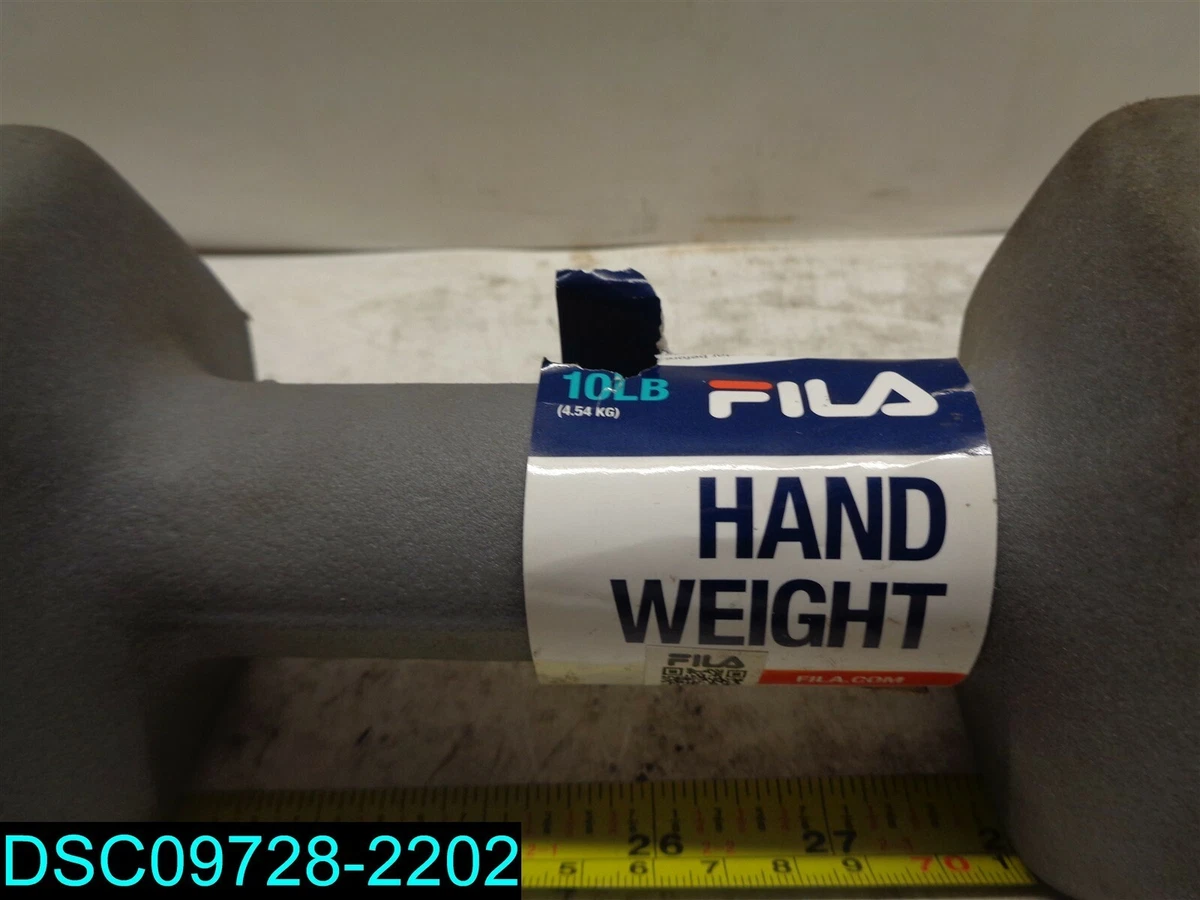 10LB
(4.54 KG)
FILA
HAND
WEIGHT
FILA
FILA.COM
26 27 2
5 6 7 8 9 70 1
DSC09728-2202